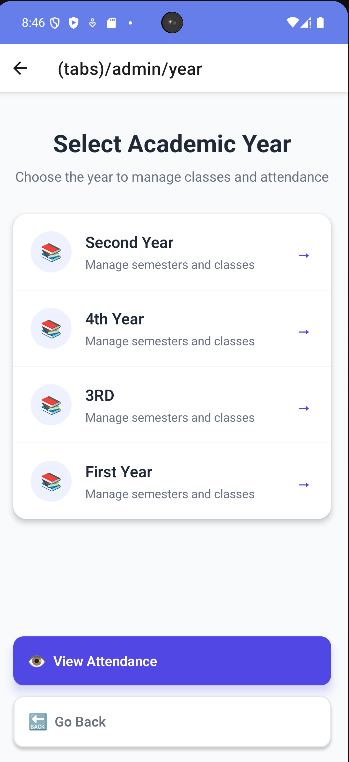 8:46
(tabs)/admin/year
Select Academic Year
Choose the year to manage classes and attendance
Second Year
Manage semesters and classes
→
4th Year
Manage semesters and classes
→
3RD
Manage semesters and classes
→
First Year
Manage semesters and classes
→
View Attendance
BACK
Go Back